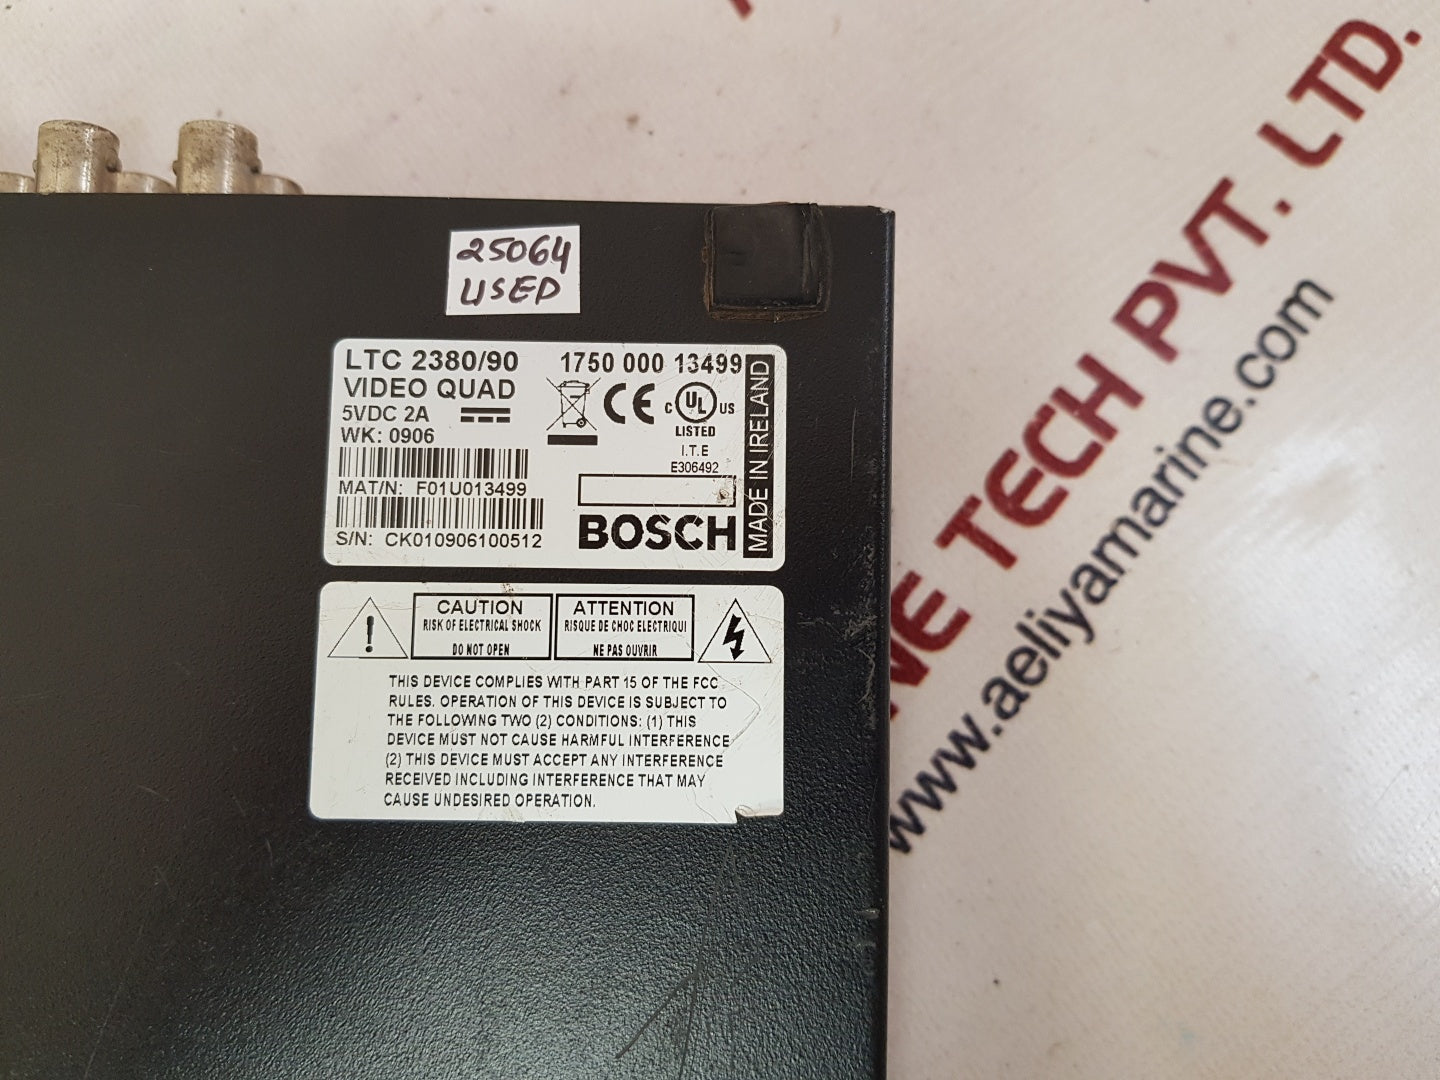 25064
USED
LTC 2380/90 1750 000 13499
VIDEO QUAD
5VDC 2A
WK: 0906
CE
C UL US
LISTED
I.T.E
E306492
MAT/N: F01U013499
S/N: CK010906100512
BOSCH
MADE IN IRELAND
CAUTION
RISK OF ELECTRICAL SHOCK
DO NOT OPEN
ATTENTION
RISQUE DE CHOC ELECTRIQUI
NE PAS OUVRIR
THIS DEVICE COMPLIES WITH PART 15 OF THE FCC
RULES. OPERATION OF THIS DEVICE IS SUBJECT TO
THE FOLLOWING TWO (2) CONDITIONS: (1) THIS
DEVICE MUST NOT CAUSE HARMFUL INTERFERENCE
(2) THIS DEVICE MUST ACCEPT ANY INTERFERENCE
RECEIVED INCLUDING INTERFERENCE THAT MAY
CAUSE UNDESIRED OPERATION.
NE TECH PVT. LTD.
www.aeliyamarine.com